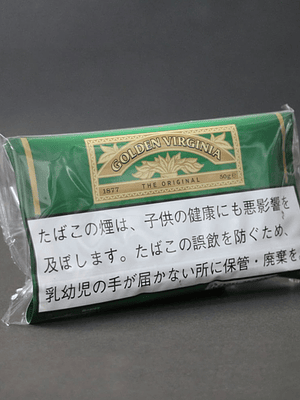 GOLDEN VIRGINIA
1877 THE ORIGINAL 50g℮
たばこの煙は、子供の健康にも悪影響を
及ぼします。たばこの誤飲を防ぐため、
乳幼児の手が届かない所に保管・廃棄を